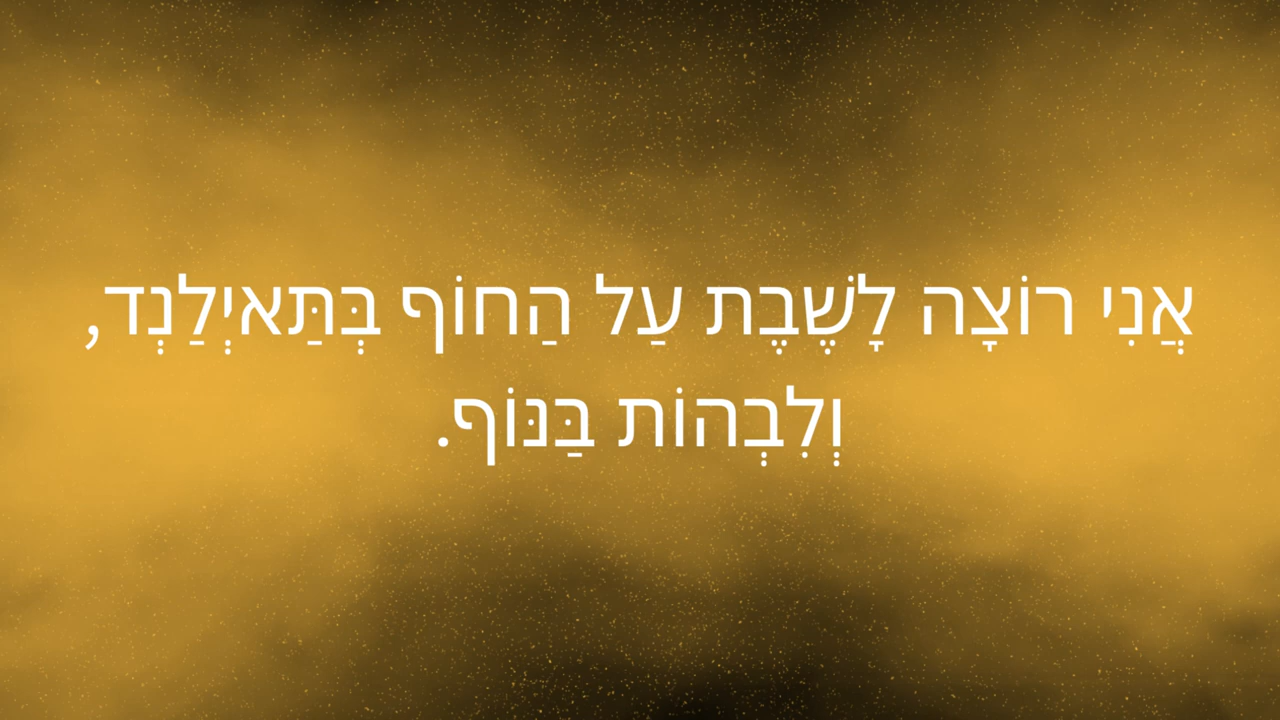 אֲנִי רוֹצָה לָשֶׁבֶת עַל הַחוֹף בְּתַּאיְלַנְד,
וְלִבְהוֹת בַּנּוֹף.